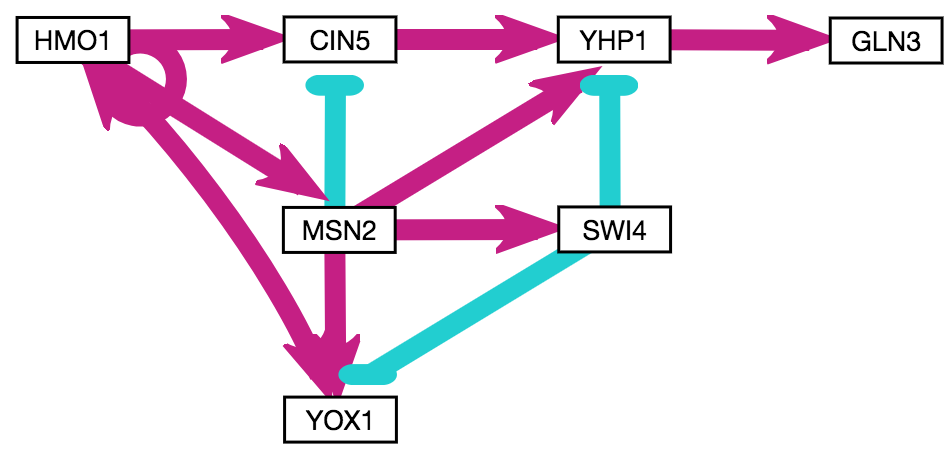 HMO1
CIN5
YHP1
GLN3
MSN2
SWI4
YOX1